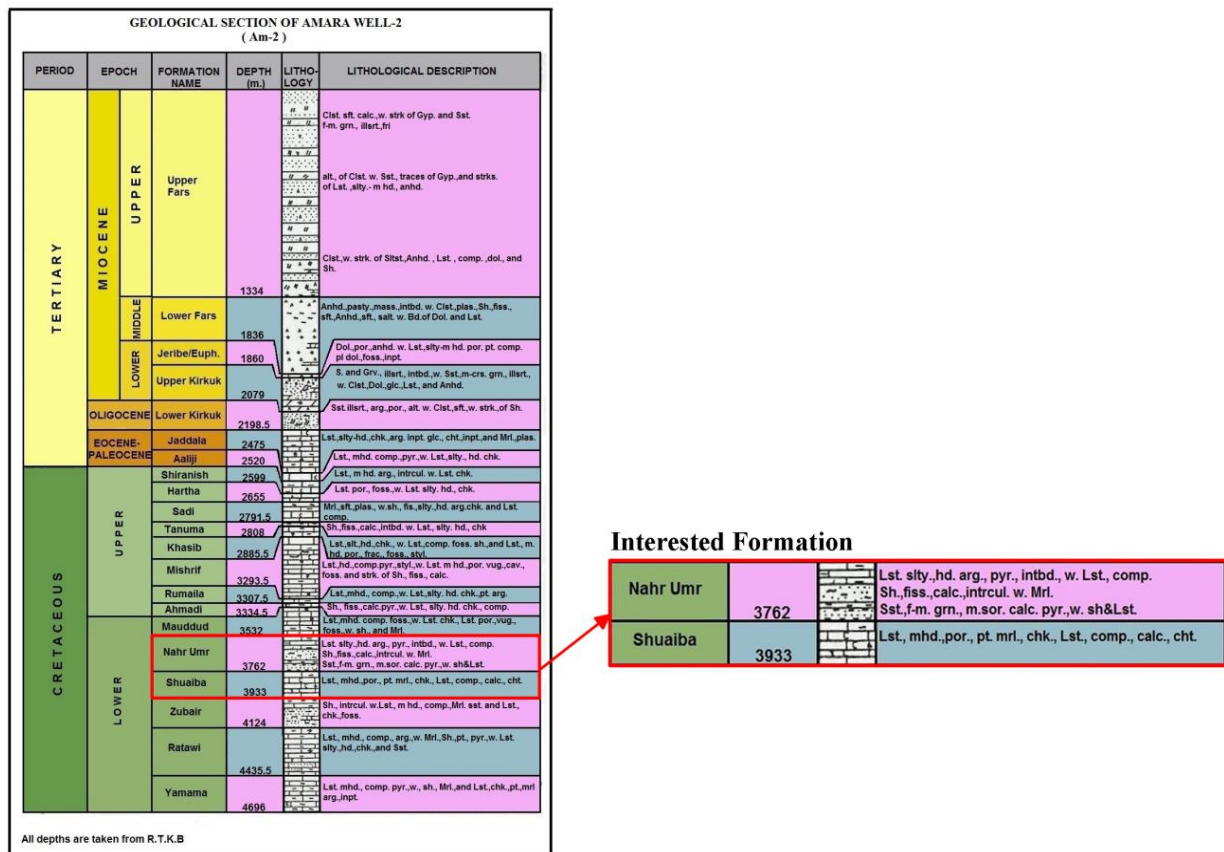 GEOLOGICAL SECTION OF AMARA WELL-2
( Am-2 )
PERIOD
EPOCH
FORMATION
NAME
DEPTH
(m.)
LITHO-
LOGY
LITHOLOGICAL DESCRIPTION
TERTIARY
MIOCENE
UPPER
Upper
Fars
1334
Clst. sft. calc.,w. strk of Gyp. and Sst.
f-m. grn., illsrt.,fri
alt., of Clst. w. Sst., traces of Gyp.,and strks.
of Lst. ,slty.- m hd., anhd.
Clst.,w. strk. of Sltst.,Anhd. , Lst. , comp. ,dol., and
Sh.
MIDDLE
Lower Fars
1836
Anhd.,pasty.,mass.,intbd. w. Clst.,plas.,Sh.,fiss.,
sft.,Anhd.,sft., salt. w. Bd.of Dol. and Lst.
LOWER
Jeribe/Euph.
1860
Dol.,por.,anhd. w. Lst.,slty-m hd. por. pt. comp.
pl dol.,foss.,inpt.
Upper Kirkuk
2079
S. and Grv., illsrt., intbd.,w. Sst.,m-crs. grn., illsrt.,
w. Clst.,Dol.,glc.,Lst., and Anhd.
OLIGOCENE
Lower Kirkuk
2198.5
Sst.illsrt., arg.,por., alt. w. Clst.,sft.,w. strk.,of Sh.
EOCENE-
PALEOCENE
Jaddala
2475
Lst.,slty-hd.,chk.,arg. inpt. glc., cht.,inpt.,and Mrl.,plas.
Aaliji
2520
Lst., mhd. comp.,pyr.,w. Lst.,slty., hd. chk.
CRETACEOUS
UPPER
Shiranish
2599
Lst., m hd. arg., intrcul. w. Lst. chk.
Hartha
2655
Lst. por., foss.,w. Lst. slty. hd., chk.
Sadi
2791.5
Mrl.,sft.,plas., w.sh., fis.,slty.,hd. arg.chk. and Lst.
comp.
Tanuma
2808
Sh.,fiss.,calc.,intbd. w. Lst., slty. hd., chk
Khasib
2885.5
Lst.,slt.,hd.,chk., w. Lst.,comp. foss. sh.,and Lst., m.
hd. por., frac., foss., styl.
Mishrif
3293.5
Lst.,hd.,comp.pyr.,styl.,w. Lst. m hd.,por. vug.,cav.,
foss. and strk. of Sh., fiss., calc.
Rumaila
3307.5
Lst.,mhd., comp.,w. Lst.,slty. hd. chk.,pt. arg.
Ahmadi
3334.5
Sh., fiss.,calc.pyr.,w. Lst., slty. hd. chk., comp.
LOWER
Mauddud
3532
Lst.,mhd. comp. foss.,w. Lst. chk., Lst. por.,vug.,
foss.,w. sh., and Mrl.
Nahr Umr
3762
Lst. slty.,hd. arg., pyr., intbd., w. Lst., comp.
Sh.,fiss.,calc.,intrcul. w. Mrl.
Sst.,f-m. grn., m.sor. calc. pyr.,w. sh&Lst.
Shuaiba
3933
Lst., mhd.,por., pt. mrl., chk., Lst., comp., calc., cht.
Zubair
4124
Sh., intrcul. w.Lst., m hd., comp.,Mrl. sst. and Lst.,
chk.,foss.
Ratawi
4435.5
Lst., mhd., comp., arg.,w. Mrl.,Sh.,pt., pyr.,w. Lst.
slty.,hd.,chk.,and Sst.
Yamama
4696
Lst. mhd., comp. pyr.,w., sh., Mrl.,and Lst.,chk.,pt.,mrl
arg.,inpt.
All depths are taken from R.T.K.B
Interested Formation
Nahr Umr
3762
Lst. slty.,hd. arg., pyr., intbd., w. Lst., comp.
Sh.,fiss.,calc.,intrcul. w. Mrl.
Sst.,f-m. grn., m.sor. calc. pyr.,w. sh&Lst.
Shuaiba
3933
Lst., mhd.,por., pt. mrl., chk., Lst., comp., calc., cht.